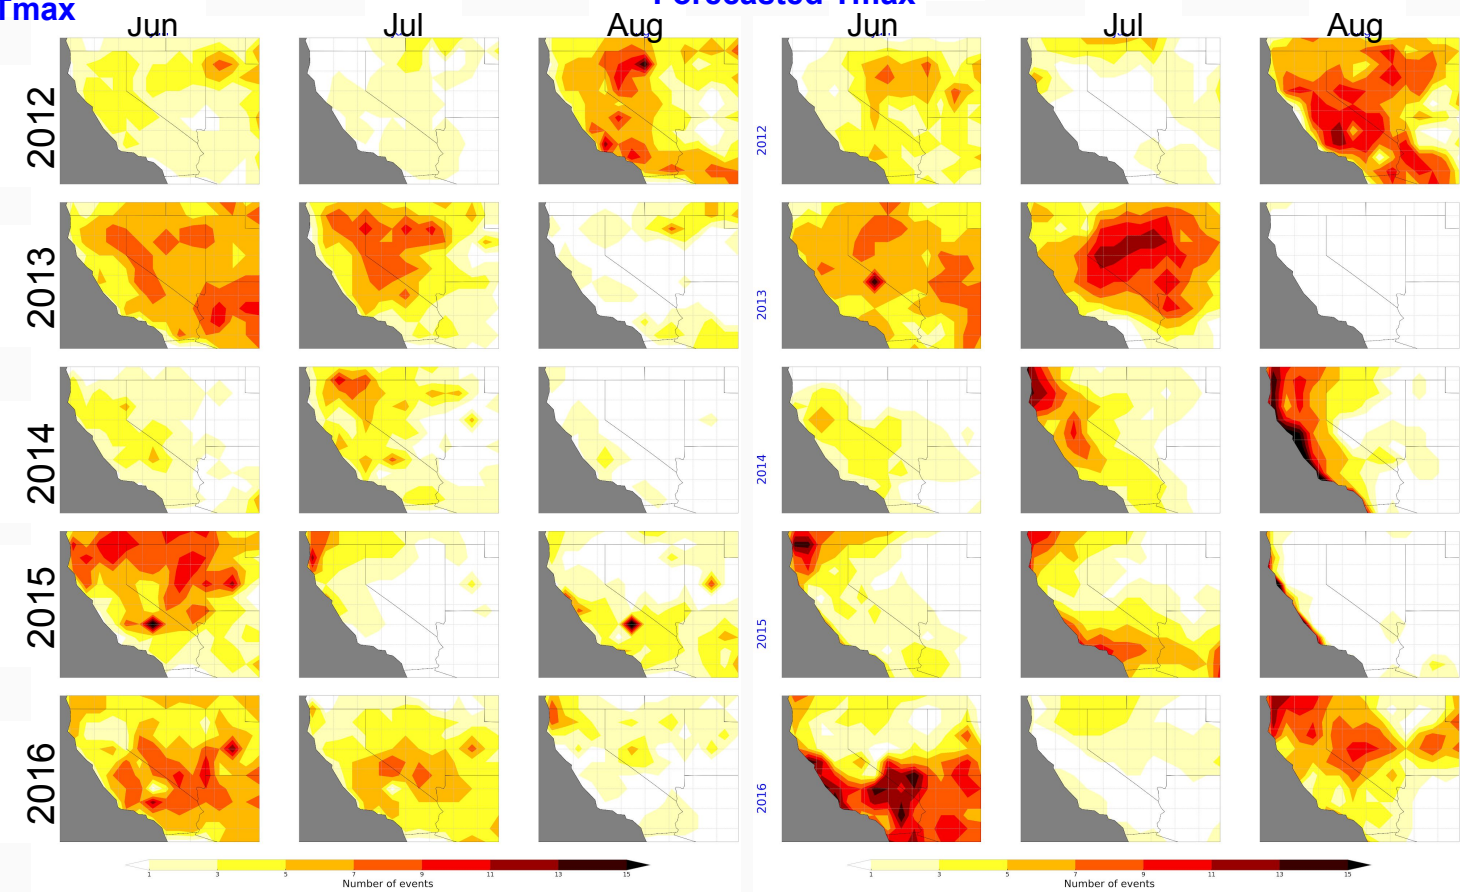 Tmax
Forecasted Tmax
Jun Jul Aug Jun Jul Aug
2012 2012
2013 2013
2014 2014
2015 2015
2016 2016
1 3 5 7 9 11 13 15 1 3 5 7 9 11 13 15
Number of events Number of events